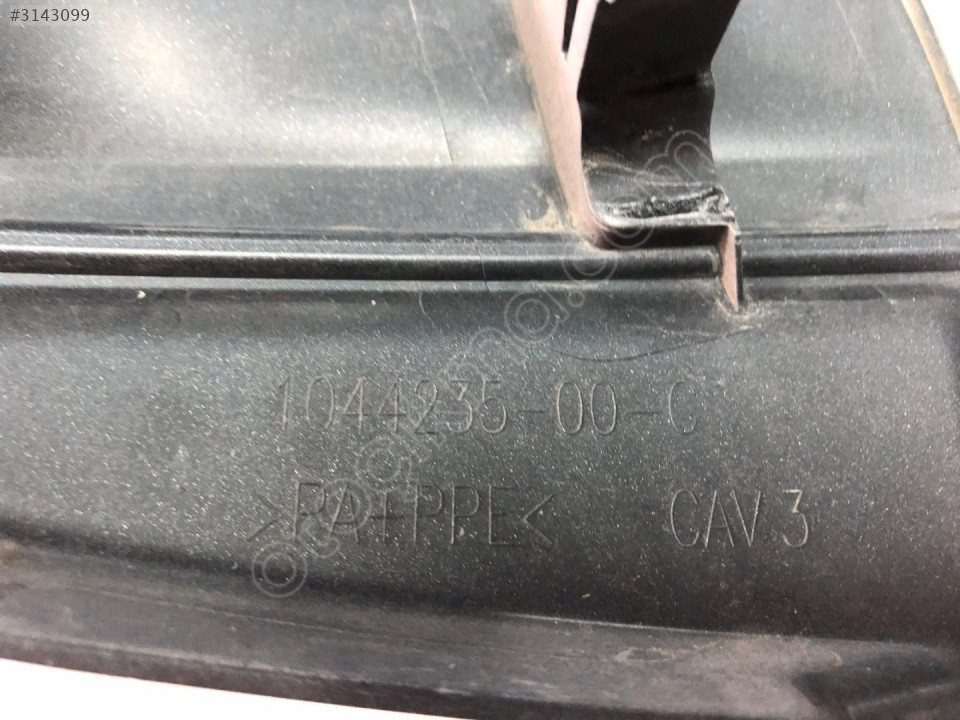 #3143099
1044235-00-C
>PA+PPE< CAV 3